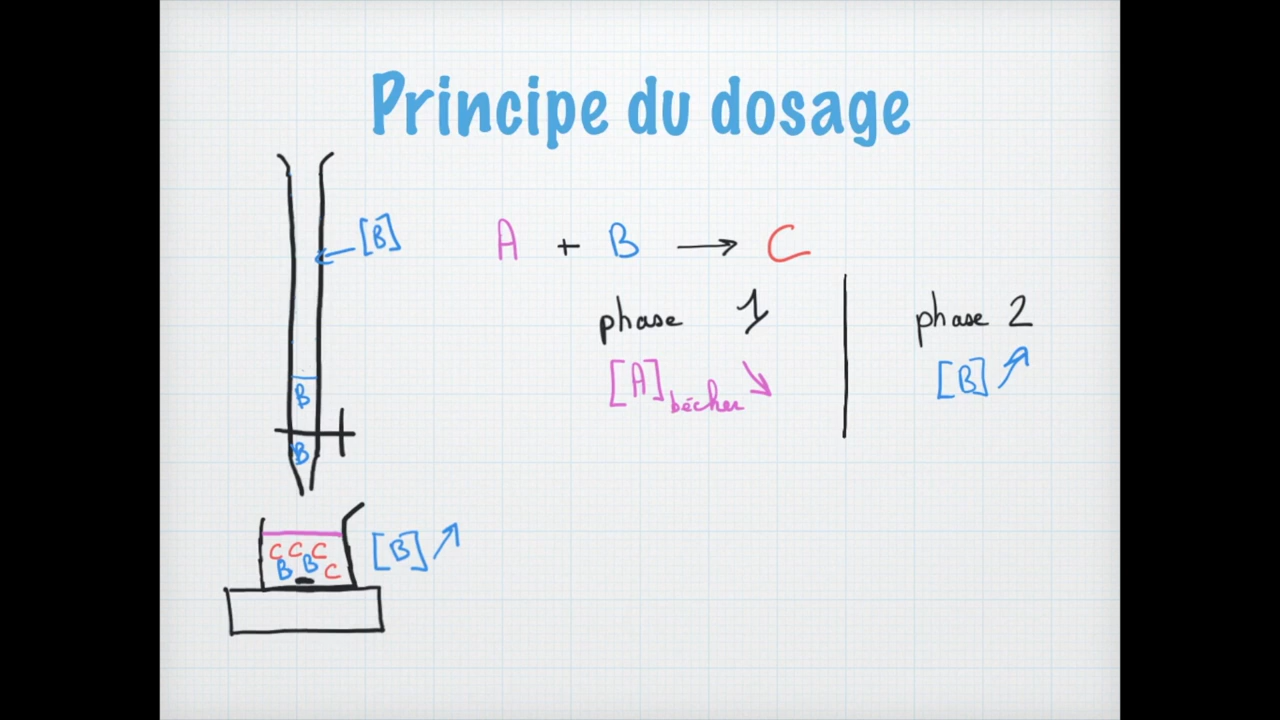 Principe du dosage
[B]
A + B → C
phase 1
phase 2
[A]bécher ↘
[B] ↗
B
B
C C C
B B C
[B] ↗